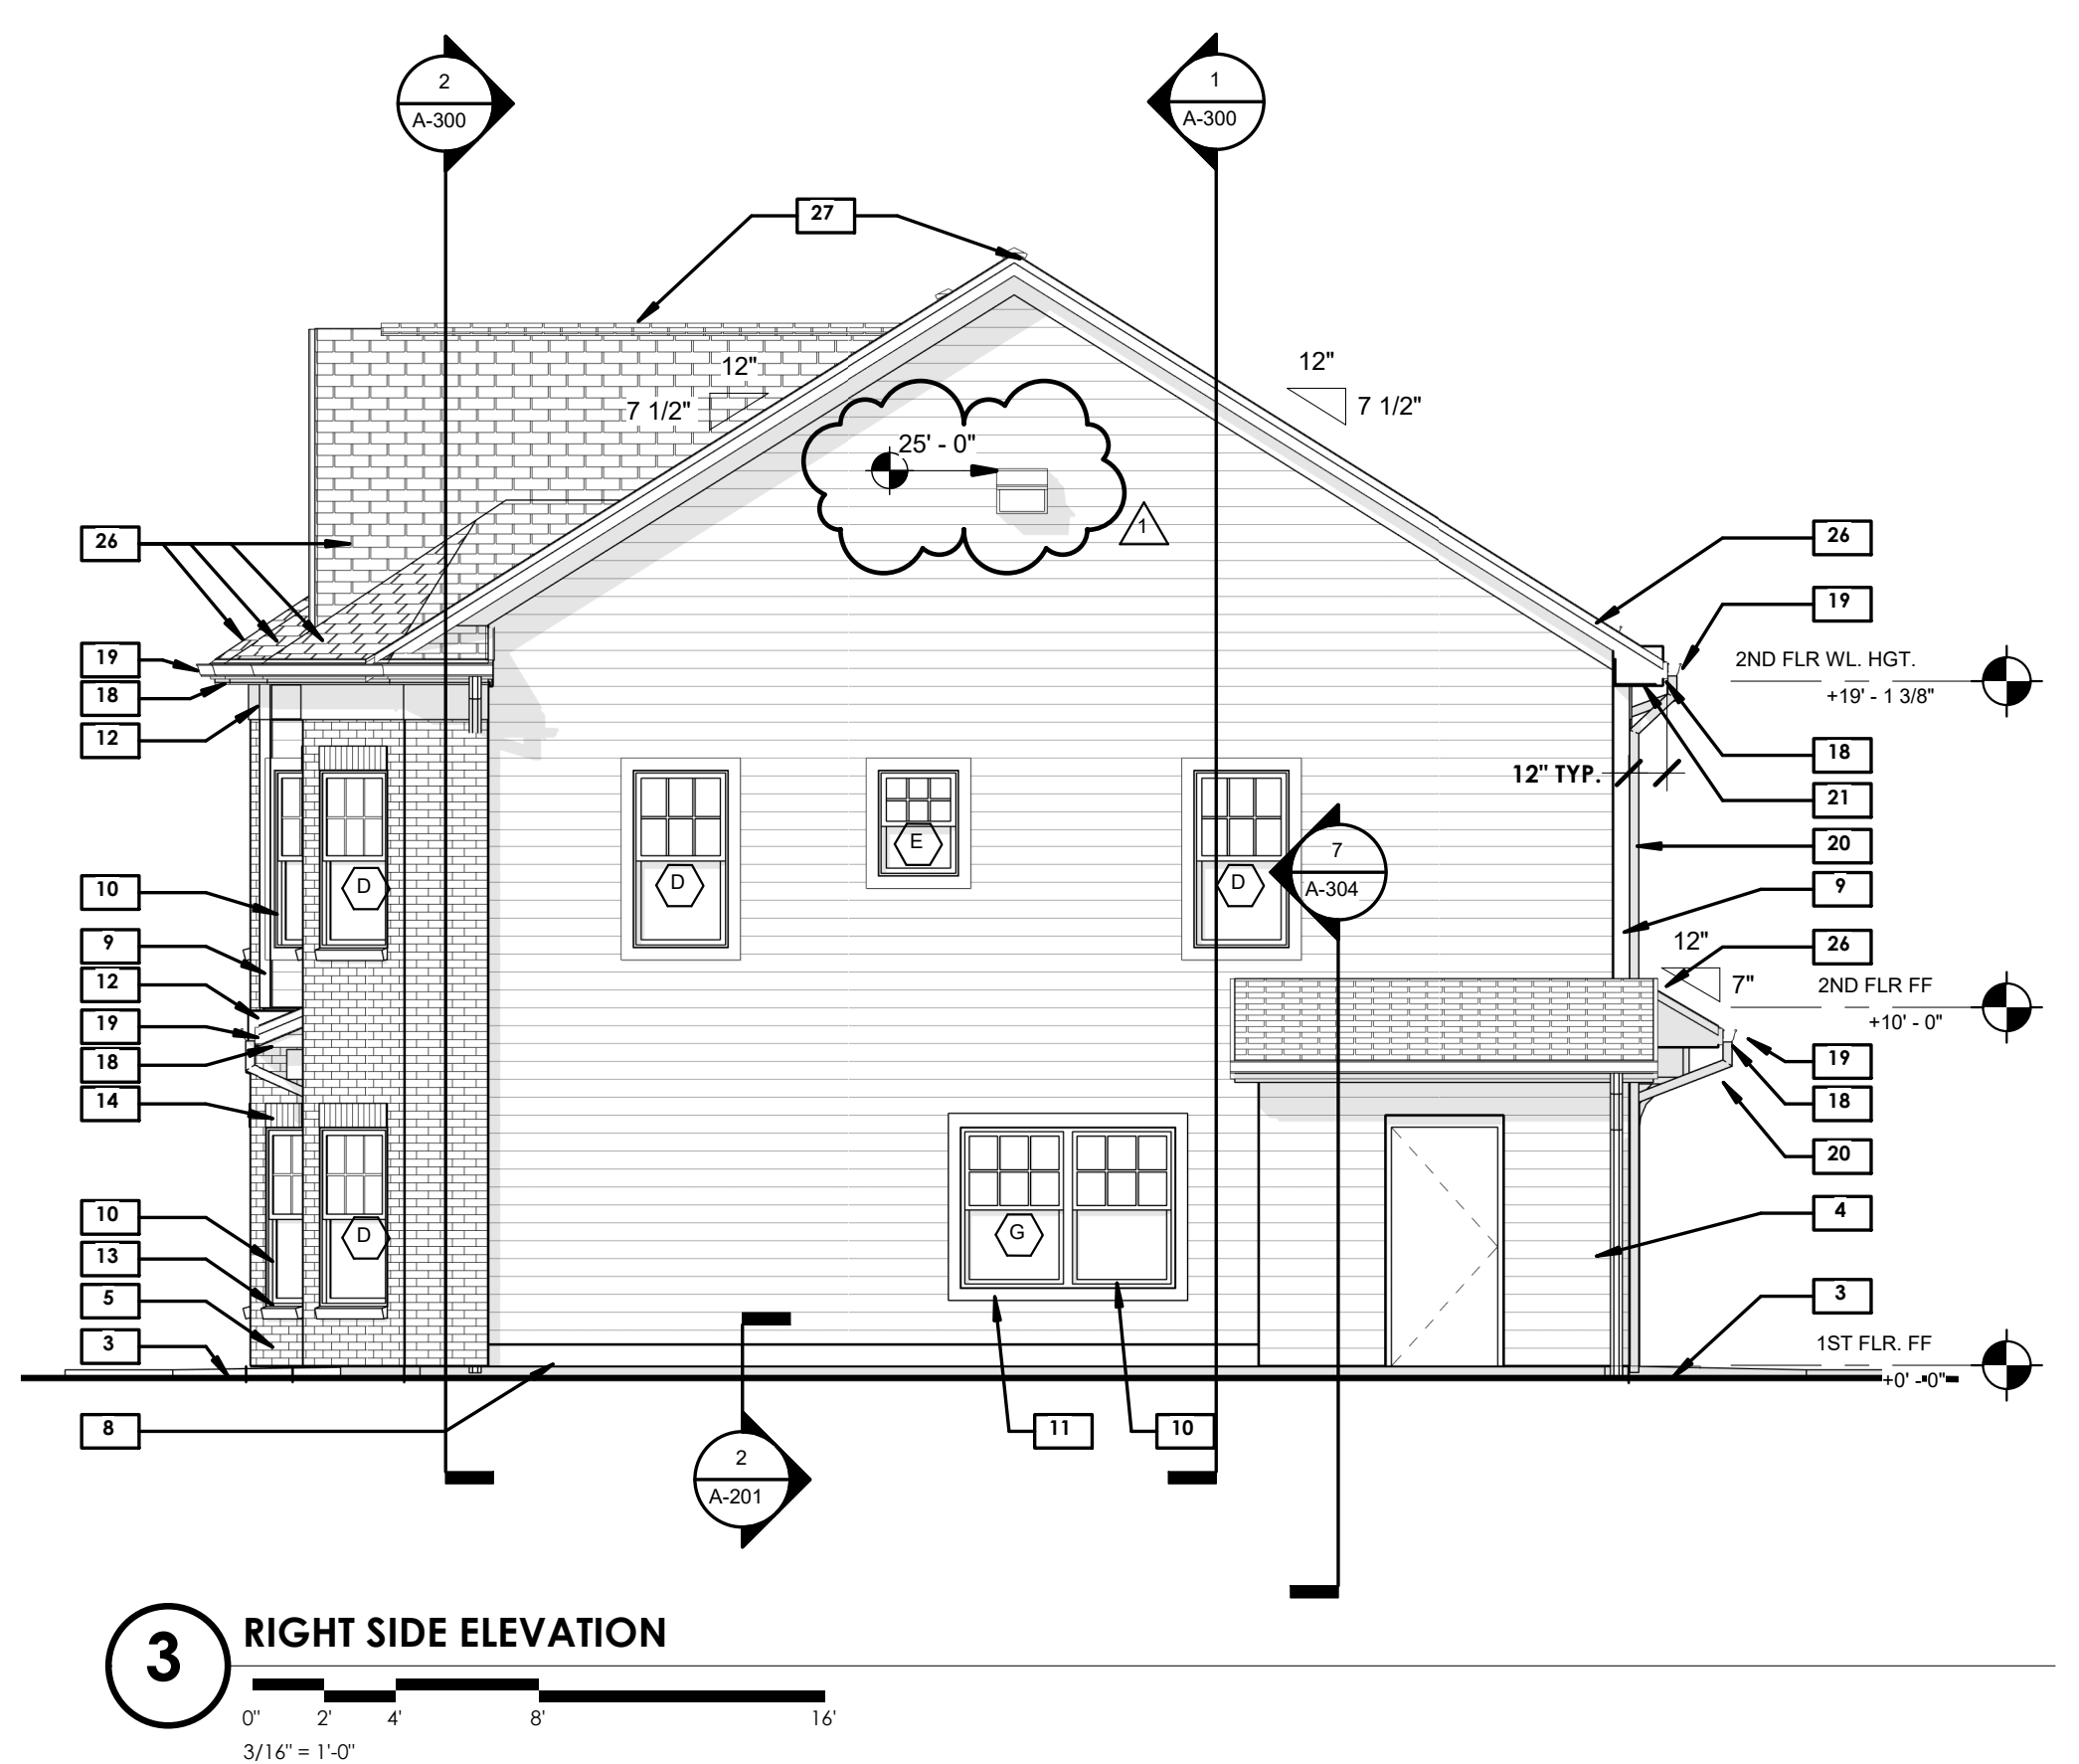 2
A-300
1
A-300
27
12"
7 1/2"
12"
7 1/2"
25' - 0"
1
26
19
18
12
10
9
12
19
18
14
10
13
5
3
8
26
19
2ND FLR WL. HGT.
+19' - 1 3/8"
18
12" TYP.
21
20
9
26
12"
7"
2ND FLR FF
+10' - 0"
19
18
20
4
3
1ST FLR. FF
+0' - 0"
D
D
E
D
7
A-304
D
G
11
10
2
A-201
3
RIGHT SIDE ELEVATION
0" 2' 4' 8' 16'
3/16" = 1'-0"